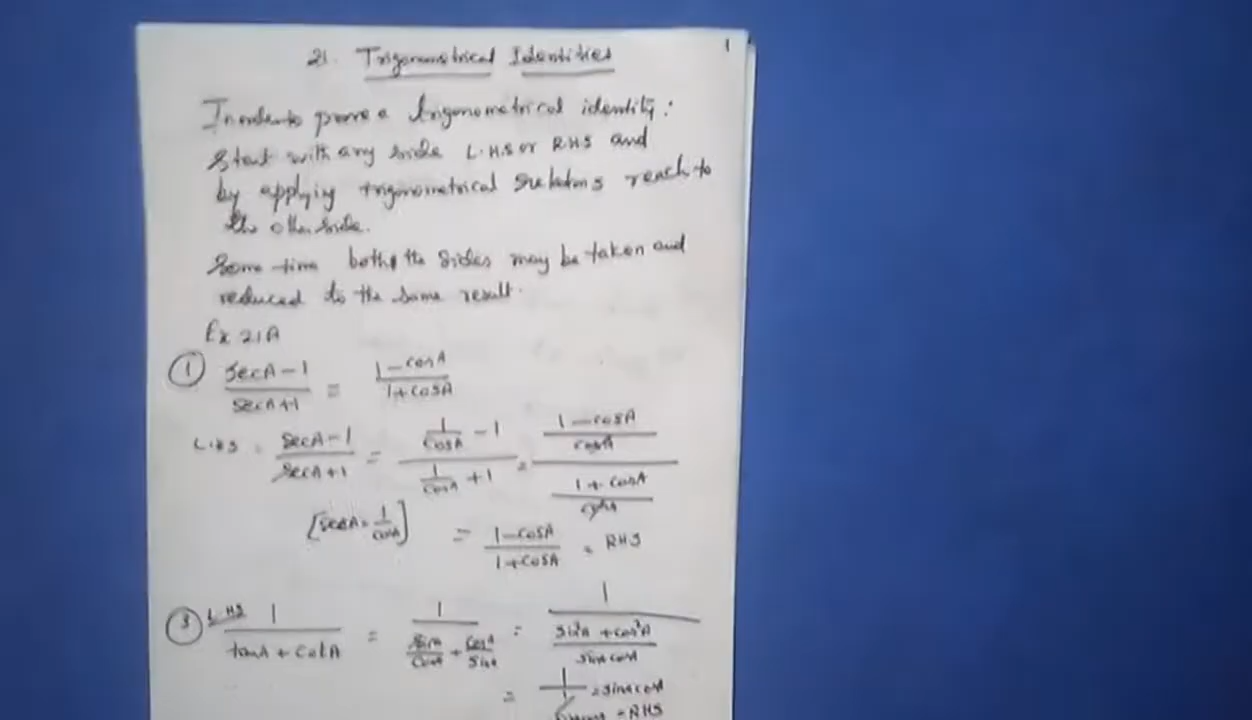 21. Trigonometrical Identities
1
In order to prove a trigonometrical identity:
Start with any side L.H.S or RHS and
by applying trigonometrical relations reach to
the other side.
Some time both the sides may be taken and
reduced to the same result.
Ex 21A
① (secA-1)/(secA+1) = (1-cosA)/(1+cosA)
LHS = (secA-1)/(secA+1) = (1/cosA - 1)/(1/cosA + 1) = ((1-cosA)/cosA)/((1+cosA)/cosA)
[secA = 1/cosA] = (1-cosA)/(1+cosA) = RHS
③ LHS 1/(tanA + cotA) = 1/(sinA/cosA + cosA/sinA) = 1/((sin²A + cos²A)/(sinA cosA))
= 1/(1/ = sinA cosA
= RHS